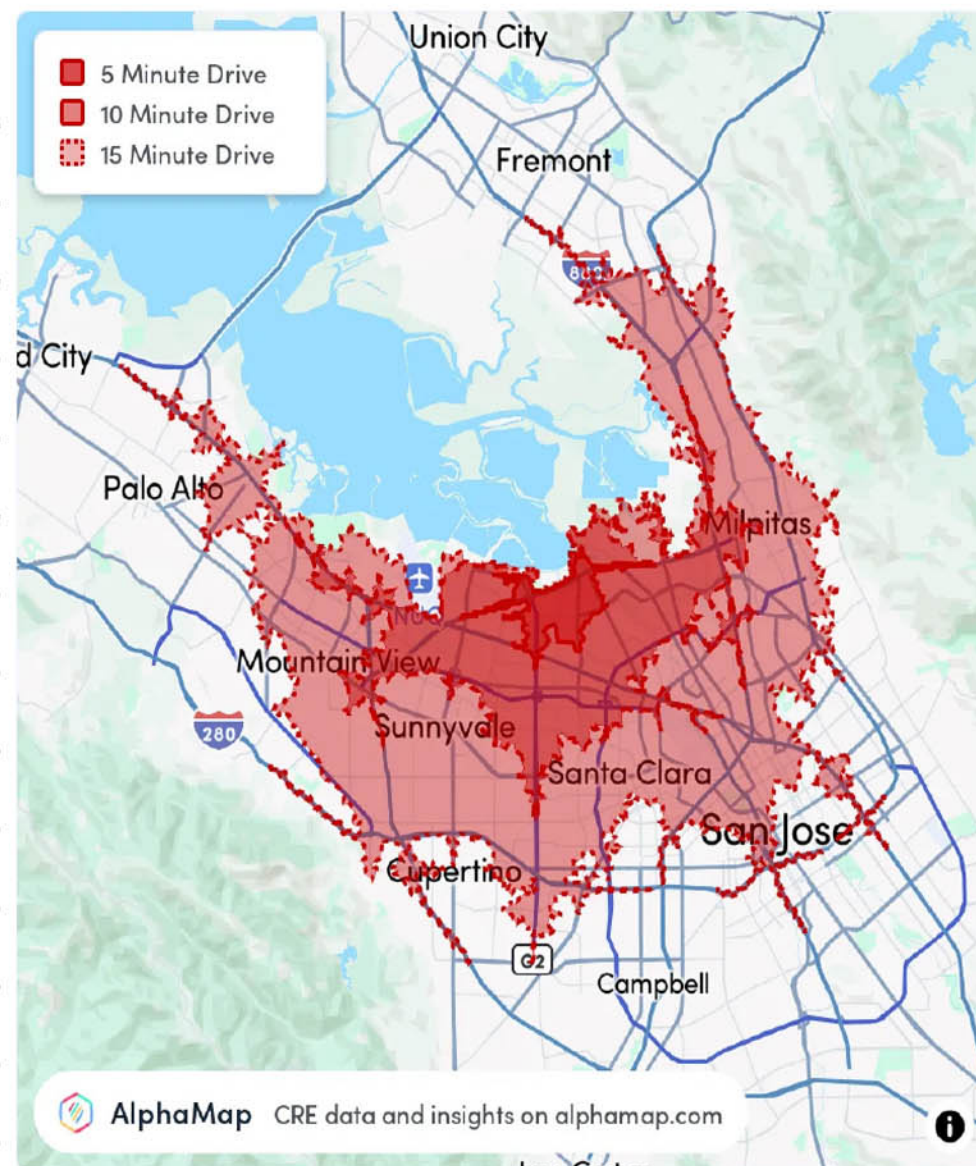 Union City
5 Minute Drive
10 Minute Drive
15 Minute Drive
Fremont
880
d City
Palo Alto
Milpitas
NUQ
Mountain View
280
Sunnyvale
Santa Clara
San Jose
Cupertino
G2
Campbell
AlphaMap CRE data and insights on alphamap.com